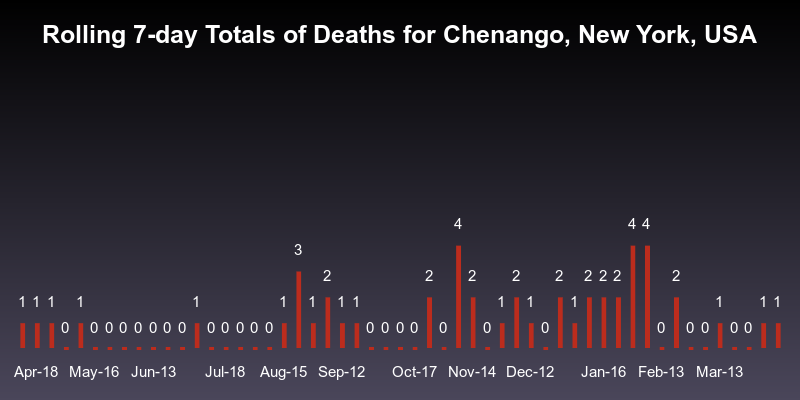 Rolling 7-day Totals of Deaths for Chenango, New York, USA
4 4 4
3
2 2 2 2 2 2 2 2 2
1 1 1 1 1 1 1 1 1 1 1 1 1 1 1
0 0 0 0 0 0 0 0 0 0 0 0 0 0 0 0 0 0 0 0 0 0 0 0 0 0
Apr-18 May-16 Jun-13 Jul-18 Aug-15 Sep-12 Oct-17 Nov-14 Dec-12 Jan-16 Feb-13 Mar-13